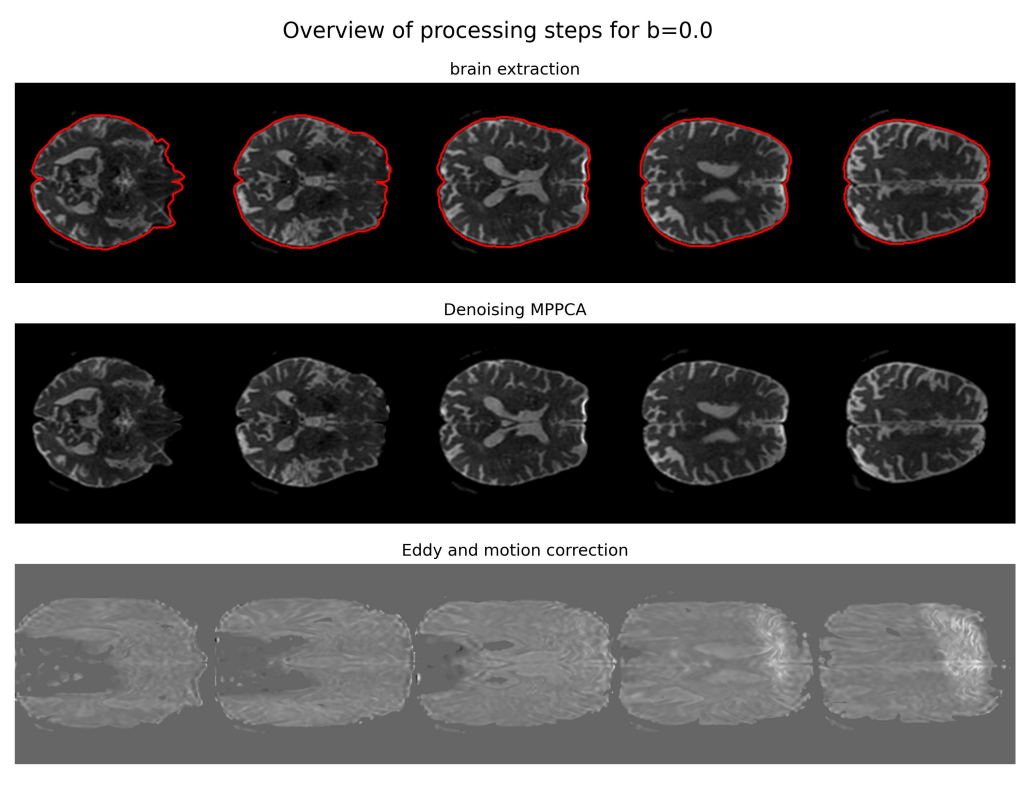 Overview of processing steps for b=0.0
brain extraction
Denoising MPPCA
Eddy and motion correction